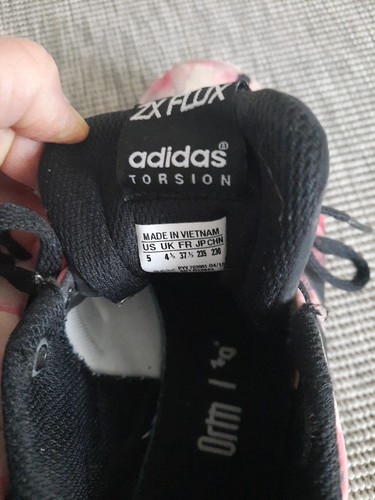 ZX FLUX
adidas®
TORSION
MADE IN VIETNAM
US UK FR JP CHN
5 4½ 37⅓ 235 230